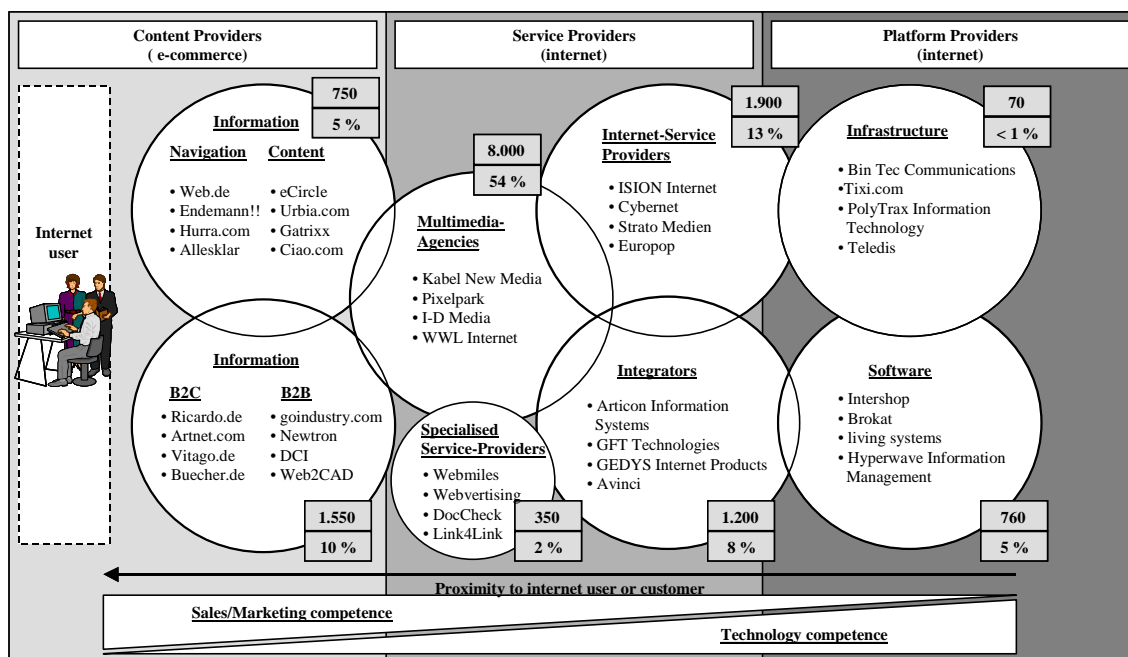 Content Providers
( e-commerce)
Service Providers
(internet)
Platform Providers
(internet)
Internet
user
750
5 %
Information
Navigation
• Web.de
• Endemann!!
• Hurra.com
• Allesklar
Content
• eCircle
• Urbia.com
• Gatrixx
• Ciao.com
Information
B2C
• Ricardo.de
• Artnet.com
• Vitago.de
• Buecher.de
B2B
• goindustry.com
• Newtron
• DCI
• Web2CAD
1.550
10 %
8.000
54 %
Multimedia-
Agencies
• Kabel New Media
• Pixelpark
• I-D Media
• WWL Internet
Specialised
Service-Providers
• Webmiles
• Webvertising
• DocCheck
• Link4Link
350
2 %
1.900
13 %
Internet-Service
Providers
• ISION Internet
• Cybernet
• Strato Medien
• Europop
Integrators
• Articon Information
Systems
• GFT Technologies
• GEDYS Internet Products
• Avinci
1.200
8 %
70
< 1 %
Infrastructure
• Bin Tec Communications
•Tixi.com
• PolyTrax Information
Technology
• Teledis
Software
• Intershop
• Brokat
• living systems
• Hyperwave Information
Management
760
5 %
Proximity to internet user or customer
Sales/Marketing competence
Technology competence